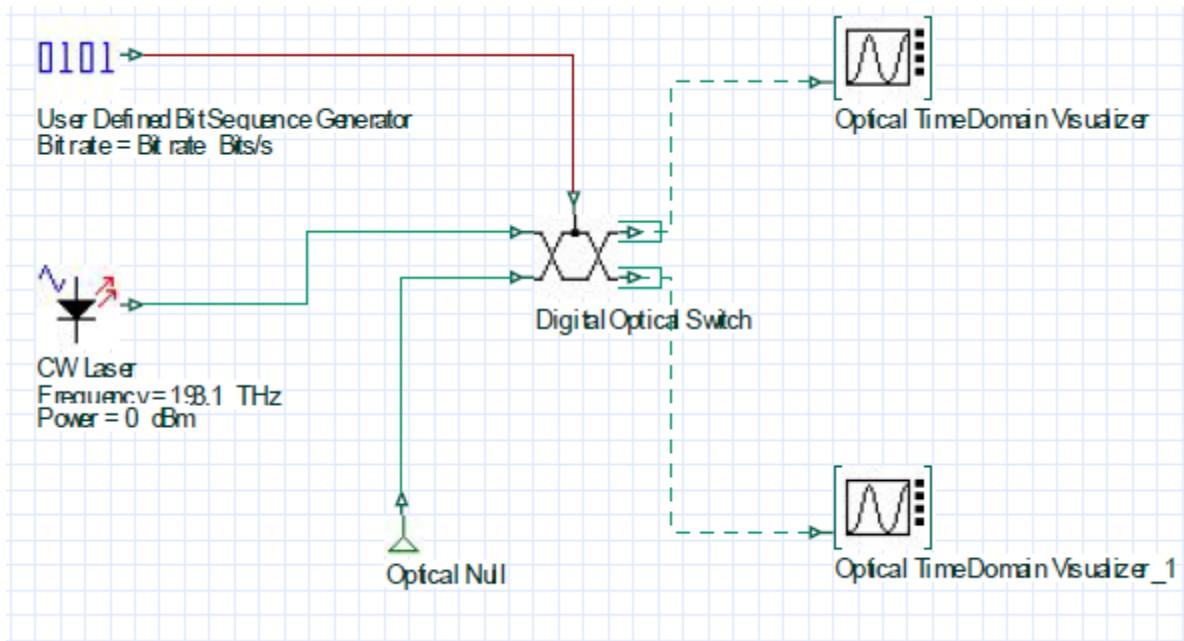 0101
User Defined Bit Sequence Generator
Bit rate = Bit rate Bits/s
Optical Time Domain Visualizer
Digital Optical Switch
CW Laser
Frequency = 193.1 THz
Power = 0 dBm
Optical Null
Optical Time Domain Visualizer_1